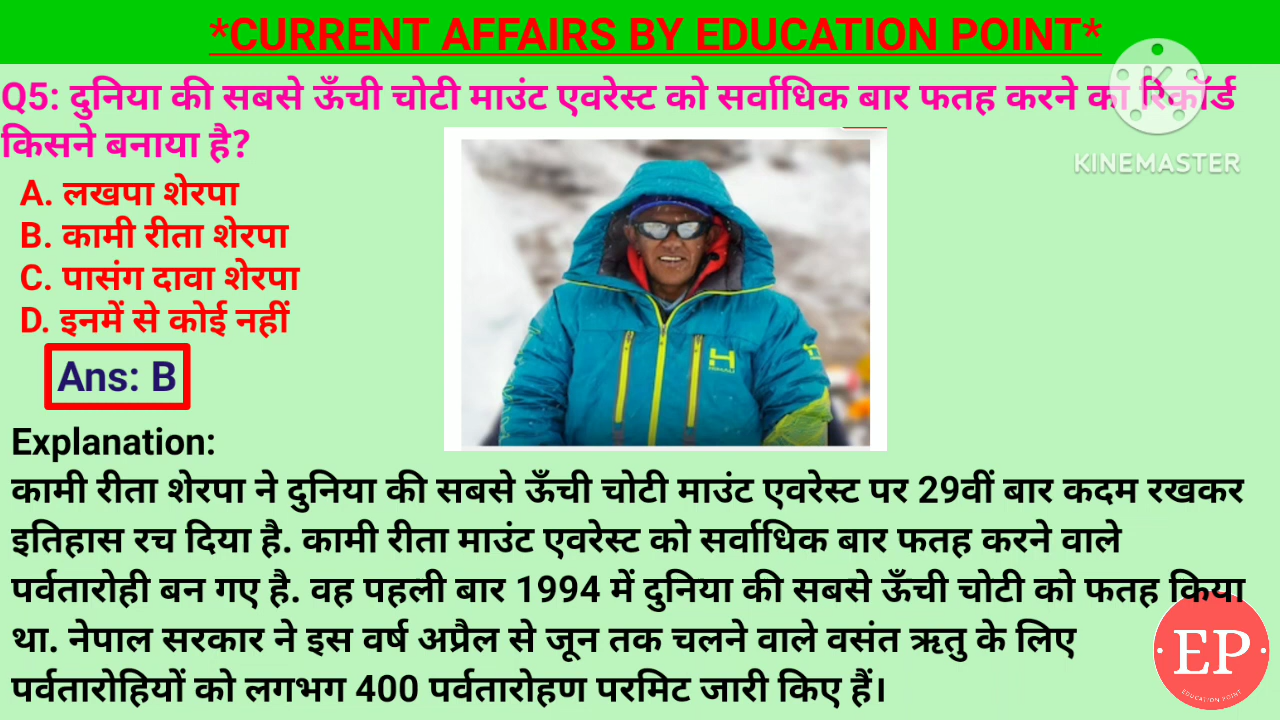 *CURRENT AFFAIRS BY EDUCATION POINT*
Q5: दुनिया की सबसे ऊँची चोटी माउंट एवरेस्ट को सर्वाधिक बार फतह करने का रिकॉर्ड
किसने बनाया है?
K
KINEMASTER
A. लखपा शेरपा
B. कामी रीता शेरपा
C. पासंग दावा शेरपा
D. इनमें से कोई नहीं
Ans: B
H
Explanation:
कामी रीता शेरपा ने दुनिया की सबसे ऊँची चोटी माउंट एवरेस्ट पर 29वीं बार कदम रखकर
इतिहास रच दिया है. कामी रीता माउंट एवरेस्ट को सर्वाधिक बार फतह करने वाले
पर्वतारोही बन गए है. वह पहली बार 1994 में दुनिया की सबसे ऊँची चोटी को फतह किया
था. नेपाल सरकार ने इस वर्ष अप्रैल से जून तक चलने वाले वसंत ऋतु के लिए
पर्वतारोहियों को लगभग 400 पर्वतारोहण परमिट जारी किए हैं।
EP
EDUCATION POINT